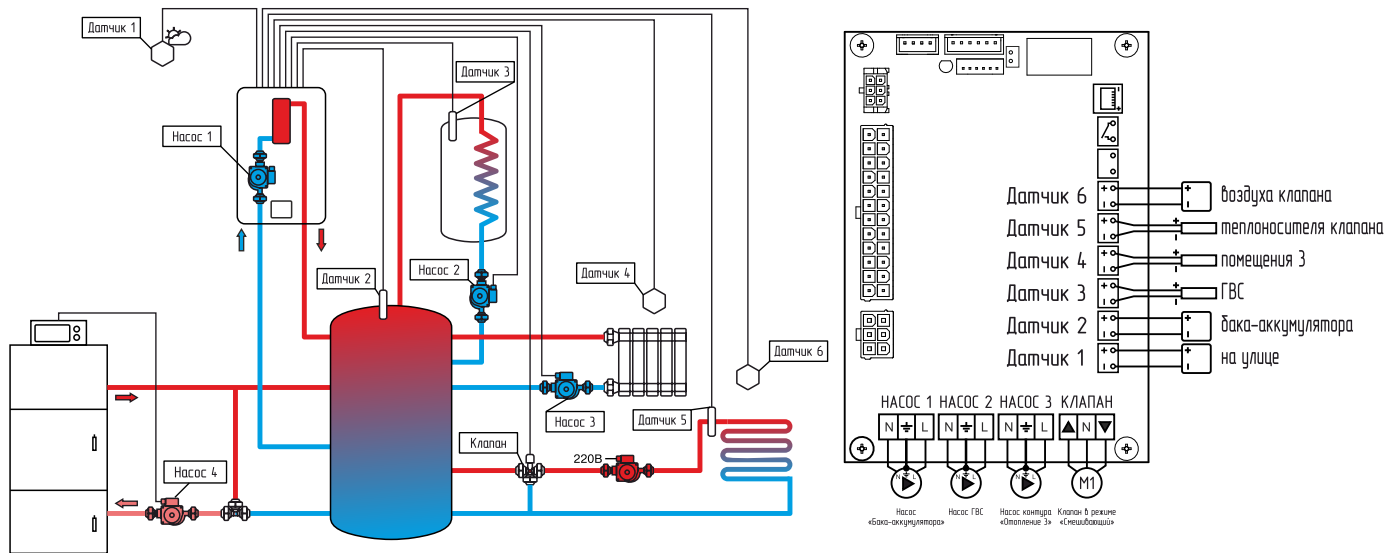 Датчик 1
Датчик 3
Насос 1
Датчик 2
Насос 2
Датчик 4
Датчик 6
Насос 3
Датчик 5
Клапан
220В
Насос 4
Датчик 6 + - + - воздуха клапана
Датчик 5 + - + - теплоносителя клапана
Датчик 4 + - + - помещения 3
Датчик 3 + - + - ГВС
Датчик 2 + - + - бака-аккумулятора
Датчик 1 + - + - на улице
НАСОС 1 НАСОС 2 НАСОС 3 КЛАПАН
N L N L N L N
N L N L N L M1
Насос «Бака-аккумулятора»
Насос ГВС
Насос контура «Отопление 3»
Клапан в режиме «Смешивающий»